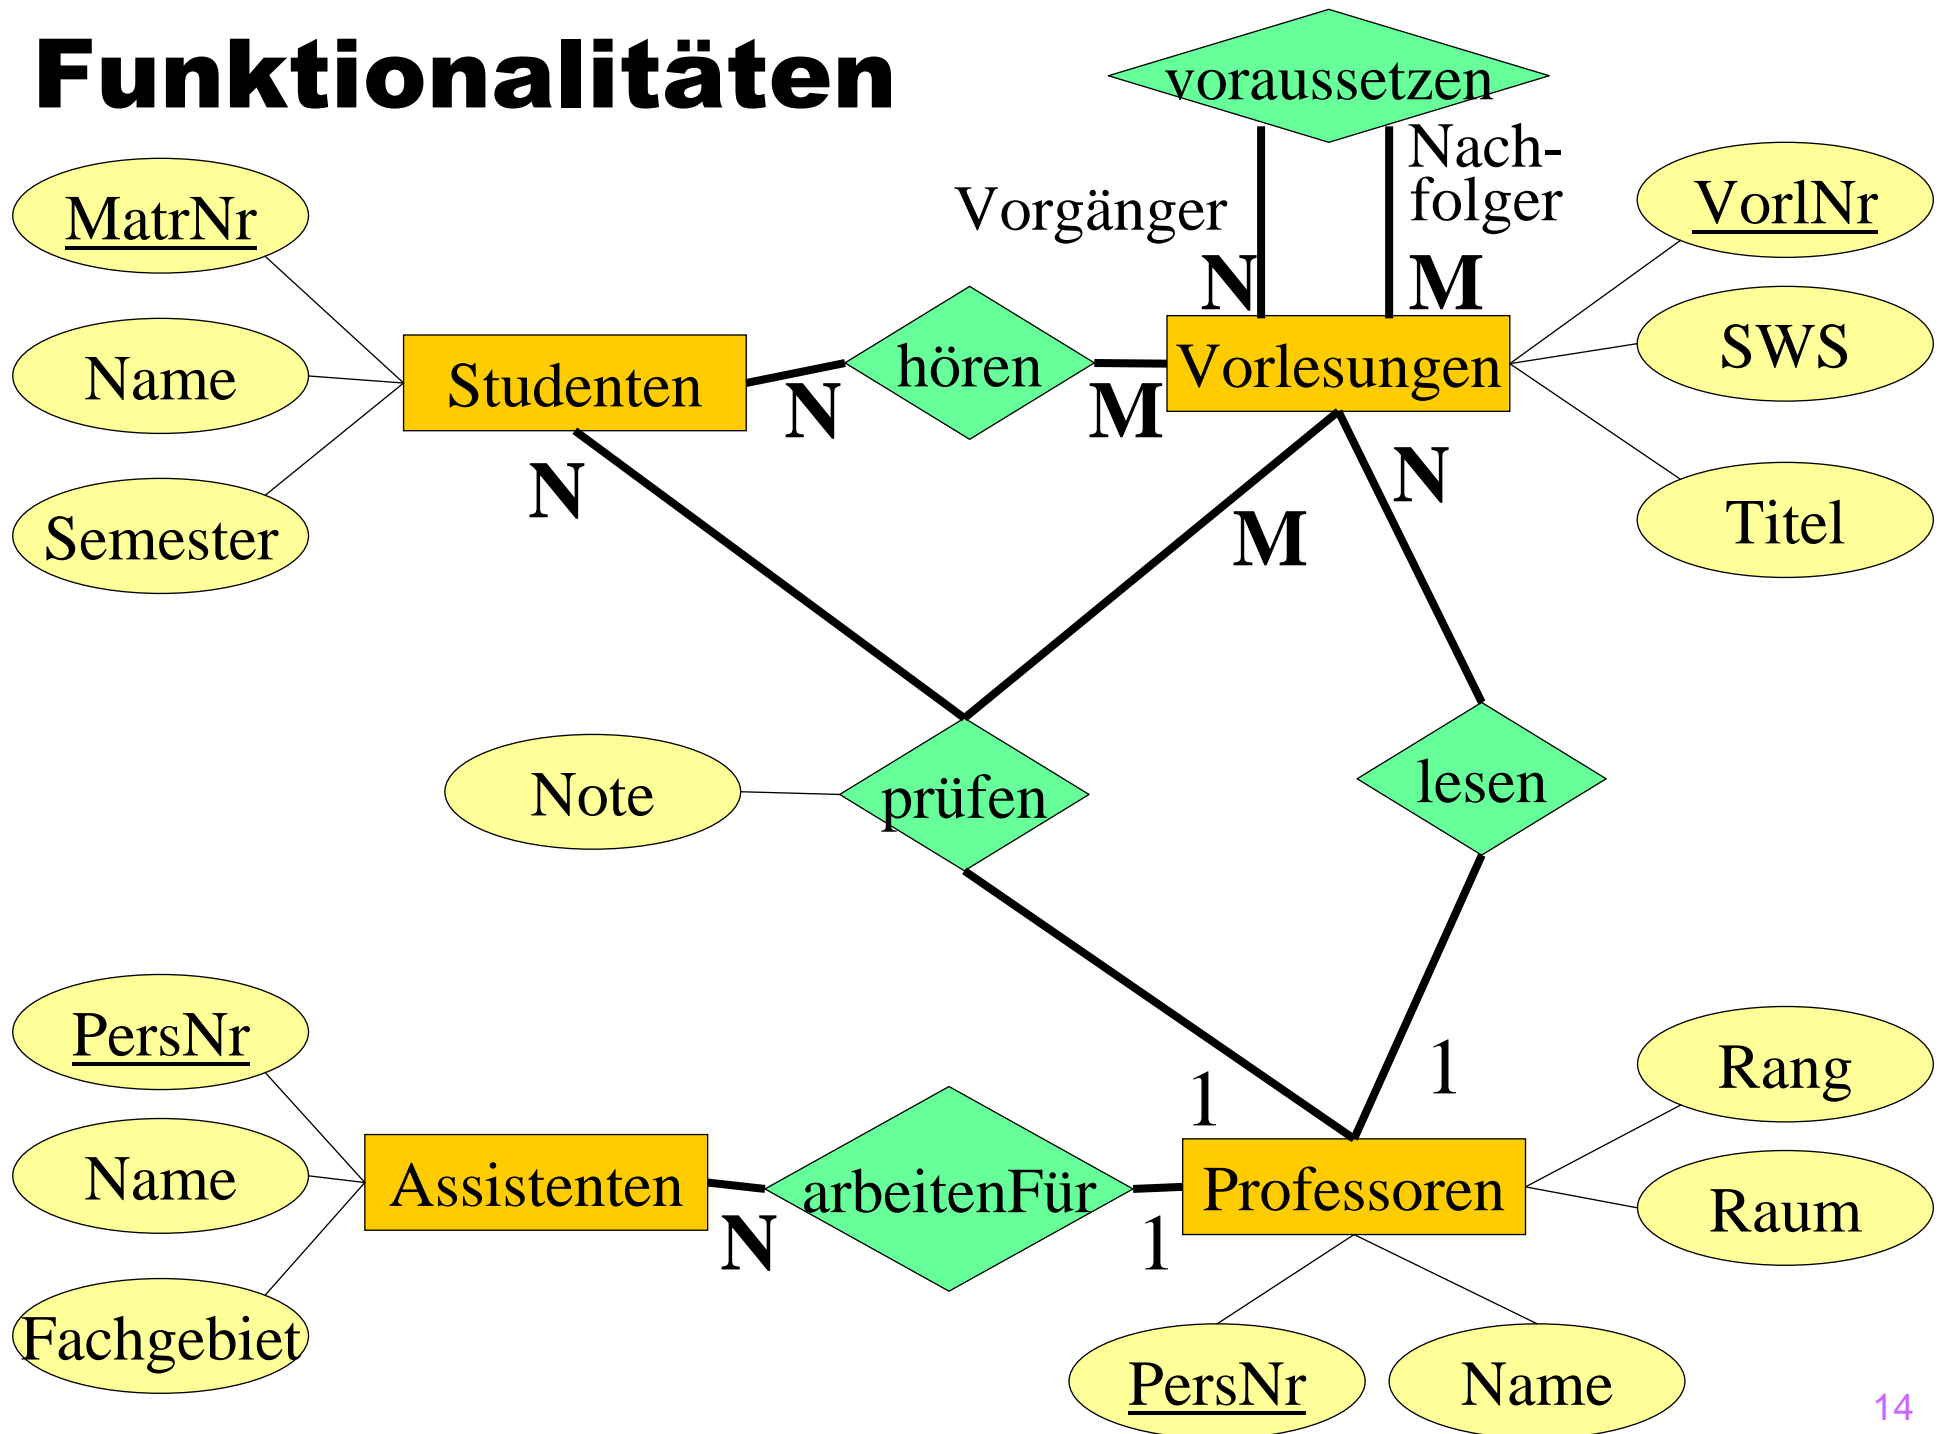 Funktionalitäten
voraussetzen
Nach-
folger
Vorgänger
N
M
MatrNr
Name
Semester
Studenten
N
hören
M
Vorlesungen
VorlNr
SWS
Titel
N
M
N
Note
prüfen
lesen
1
1
PersNr
Name
Fachgebiet
Assistenten
N
arbeitenFür
1
Professoren
Rang
Raum
PersNr
Name
14